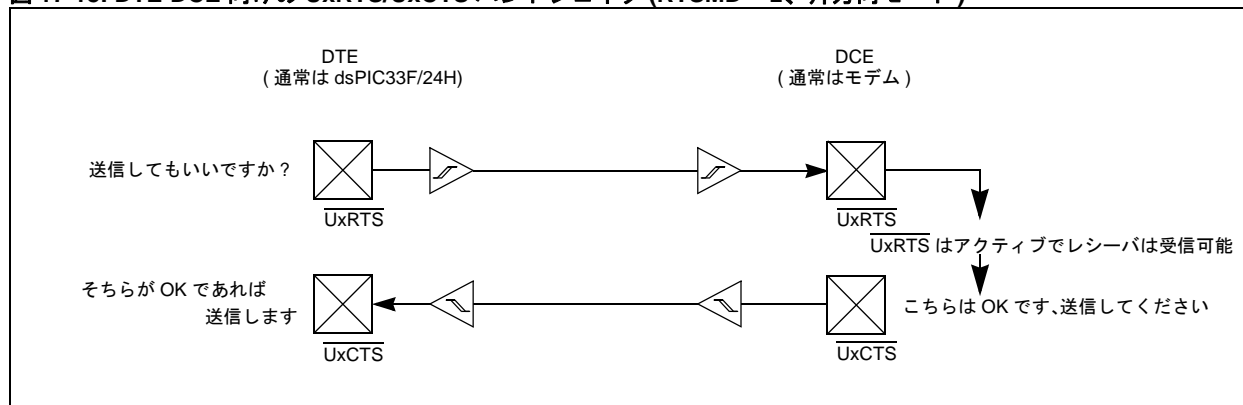 DTE
( 通常は dsPIC33F/24H)
DCE
( 通常はモデム )
送信してもいいですか ?
UxRTS
UxRTS
UxRTS はアクティブでレシーバは受信可能
そちらが OK であれば
送信します
こちらは OK です、送信してください
UxCTS
UxCTS